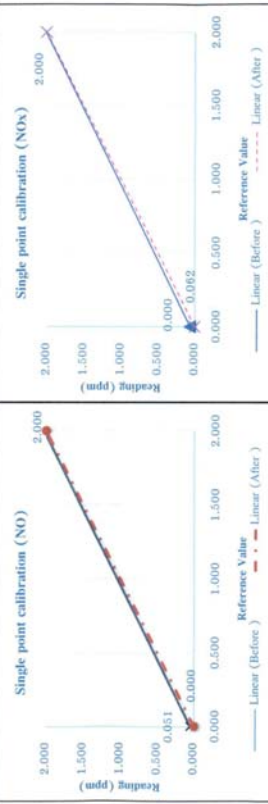 Single point calibration (NO)
2.000
2.000
1.500
1.000
0.500
0.051
0.000
0.000
Reading (ppm)
0.000
0.500
1.000
1.500
2.000
Reference Value
Linear (Before)
Linear (After)
Single point calibration (NOx)
2.000
2.000
1.500
1.000
0.500
0.000
0.062
0.000
Reading (ppm)
0.000
0.500
1.000
1.500
2.000
Reference Value
Linear (Before)
Linear (After)